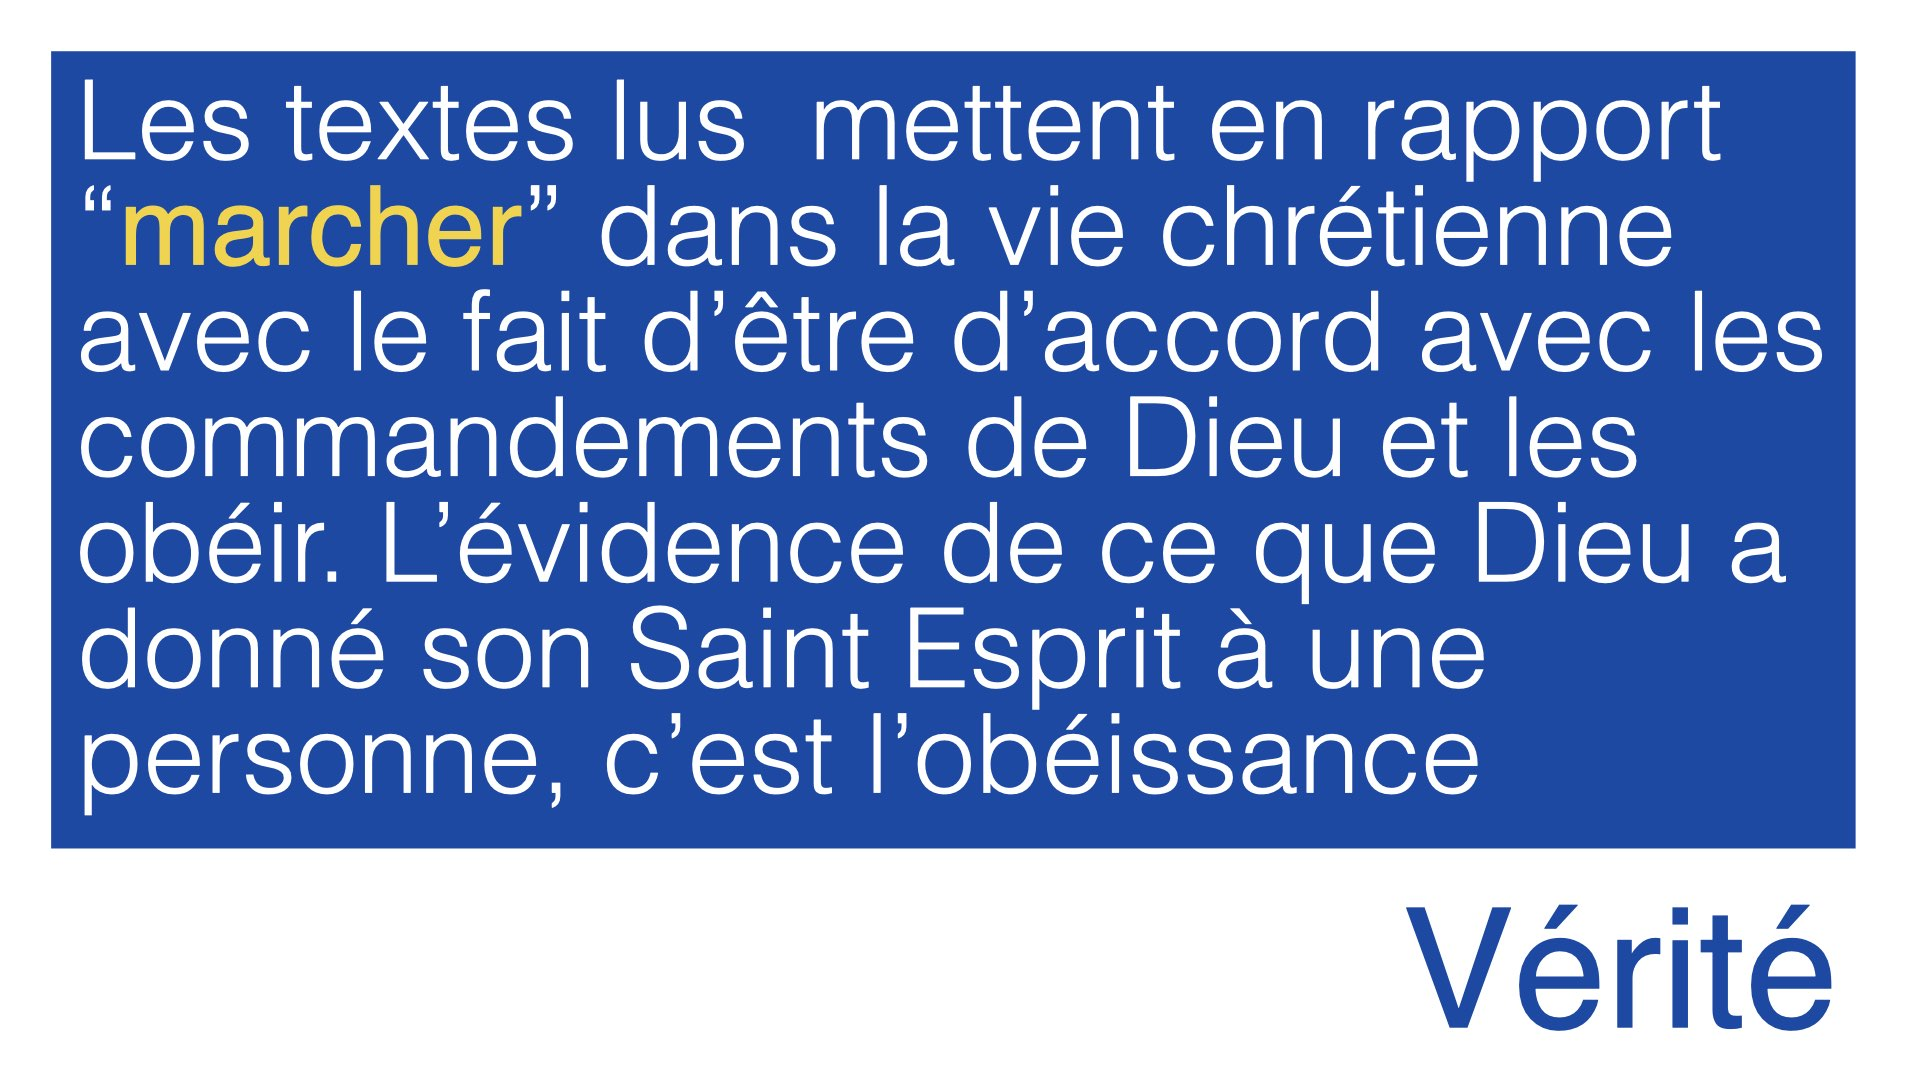 Les textes lus  mettent en rapport
“marcher” dans la vie chrétienne
avec le fait d’être d’accord avec les
commandements de Dieu et les
obéir. L’évidence de ce que Dieu a
donné son Saint Esprit à une
personne, c’est l’obéissance
Vérité